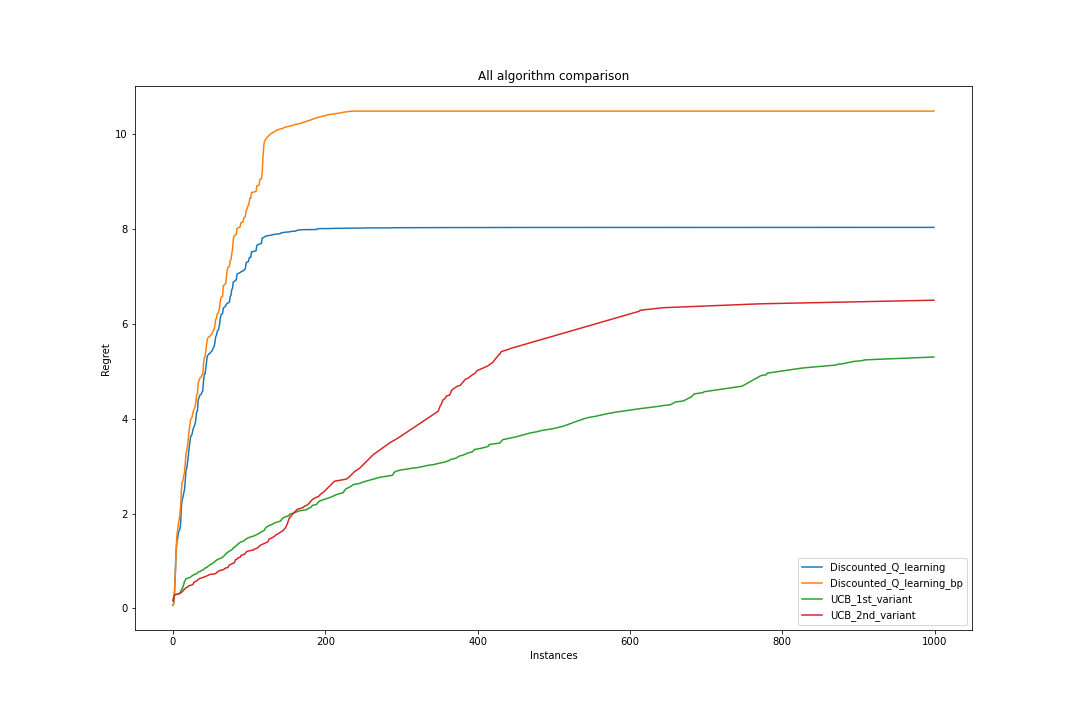 All algorithm comparison
Regret
10
8
6
4
2
0
0 200 400 600 800 1000
Instances
Discounted_Q_learning
Discounted_Q_learning_bp
UCB_1st_variant
UCB_2nd_variant